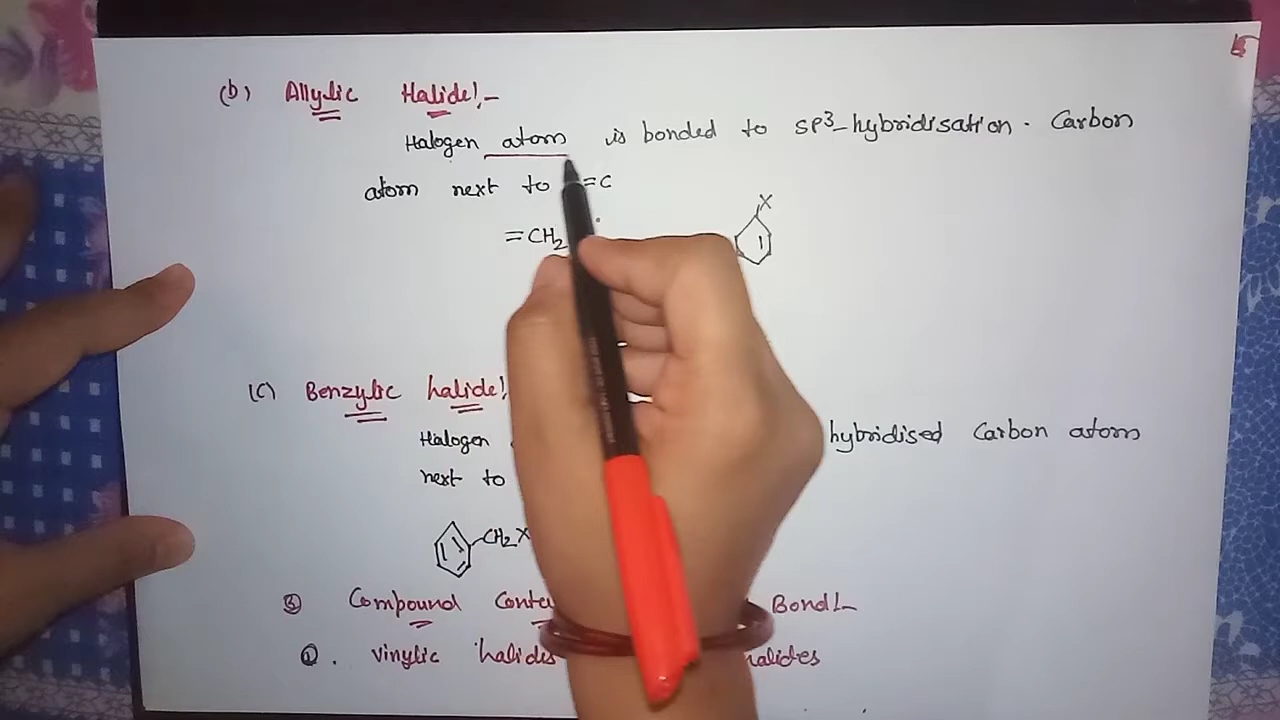 (b) Allylic Halide!-
Halogen atom is bonded to SP3-hybridisation. Carbon
atom next to =C
=CH2
X
(C) Benzylic halide!
Halogen hybridised Carbon atom
next to
CH2X
③ Compound Bond!-
①. Vinylic halides halides